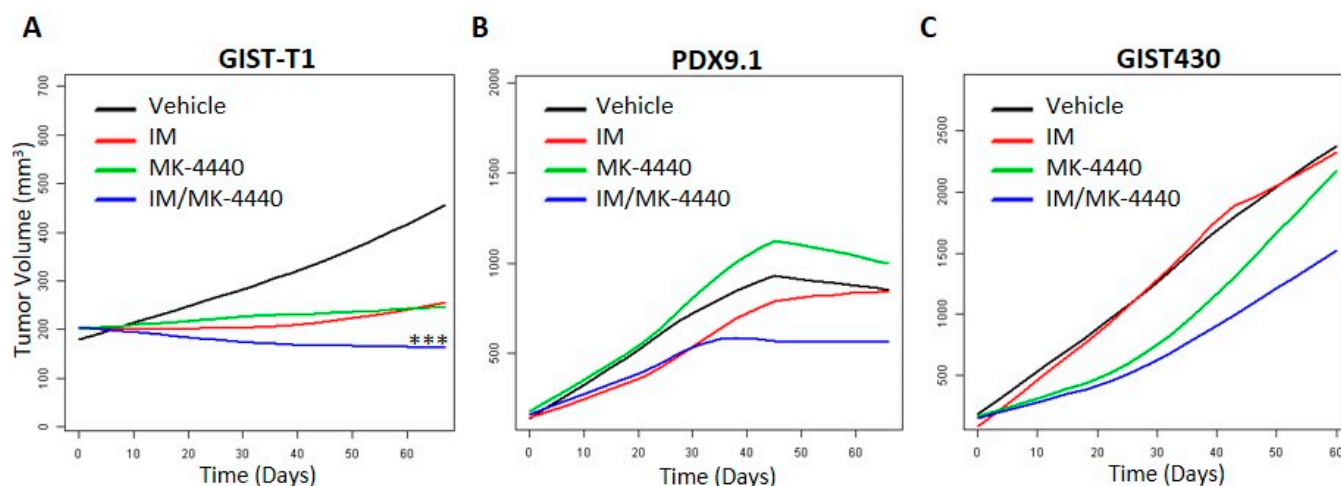 A
GIST-T1
Tumor Volume (mm³)
700
600
500
400
300
200
100
0
Vehicle
IM
MK-4440
IM/MK-4440
***
0 10 20 30 40 50 60
Time (Days)
B
PDX9.1
2000
1500
1000
500
Vehicle
IM
MK-4440
IM/MK-4440
0 10 20 30 40 50 60
Time (Days)
C
GIST430
2500
2000
1500
1000
500
Vehicle
IM
MK-4440
IM/MK-4440
0 10 20 30 40 50 60
Time (Days)